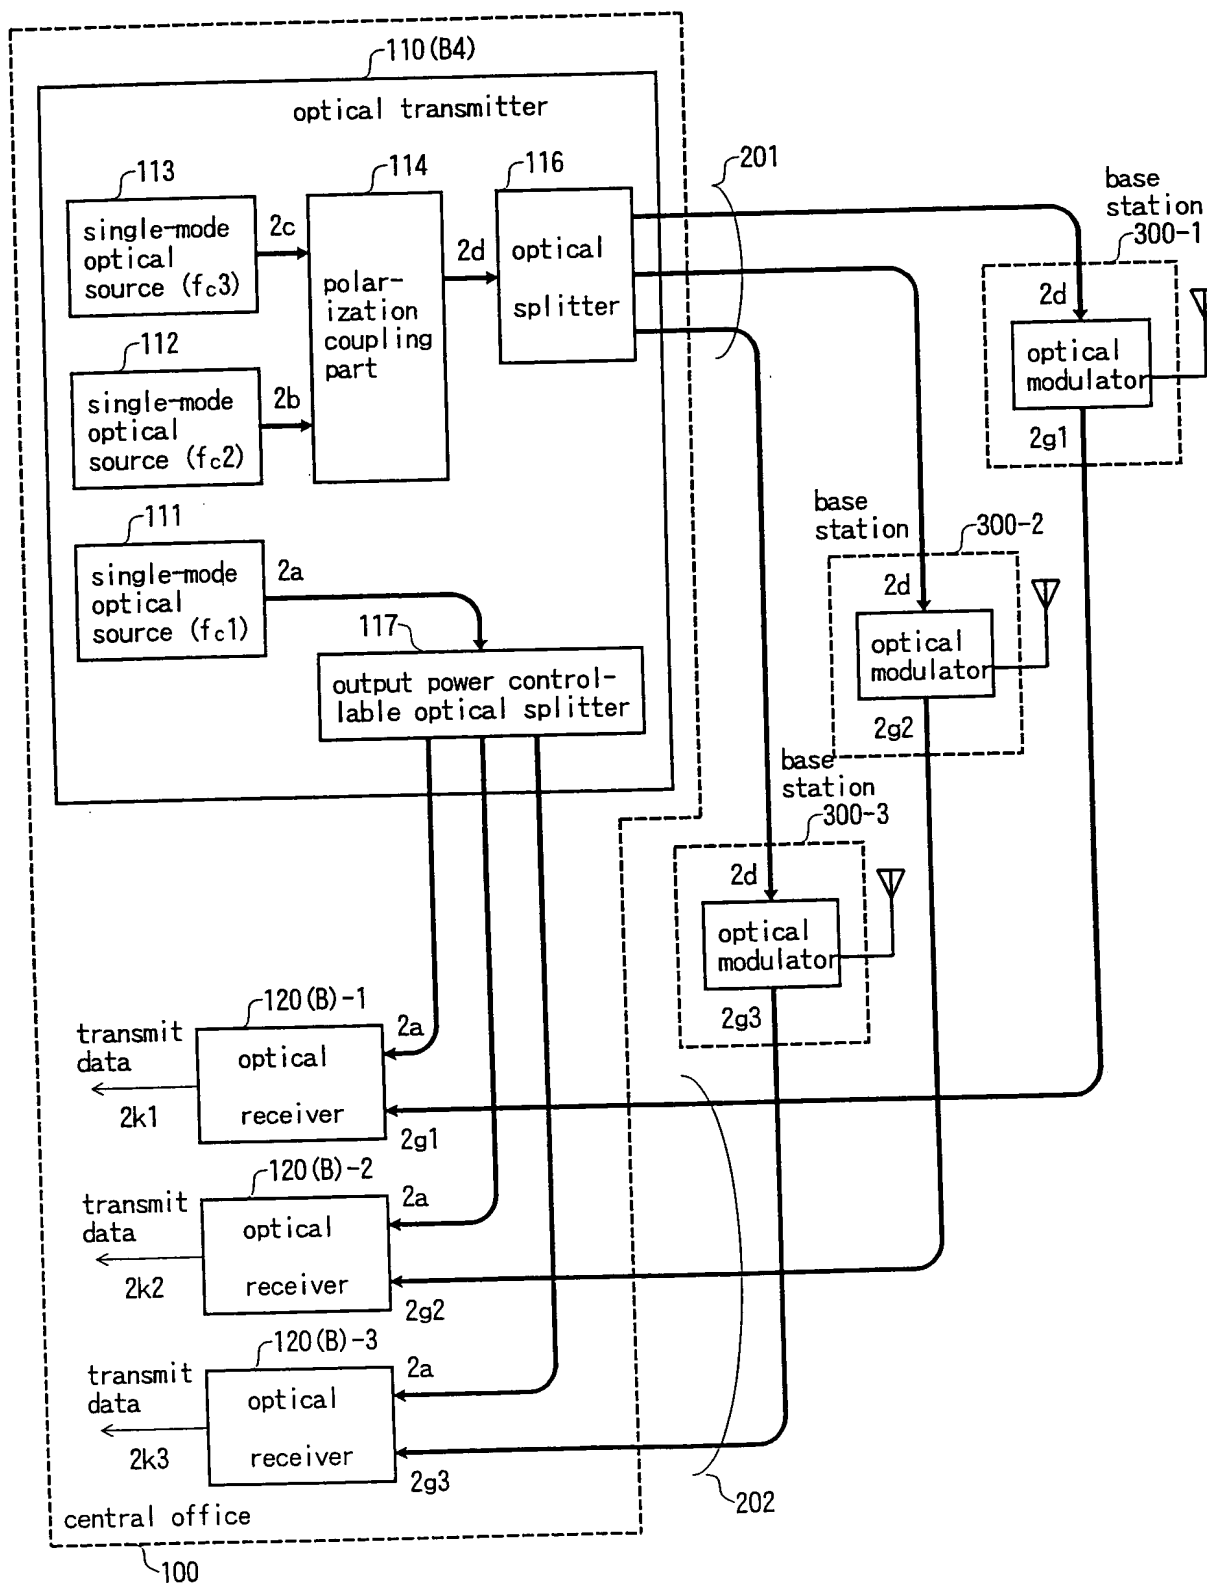 110(B4)
optical transmitter
113
single-mode
optical
source (fc3)
2c
114
polar-
ization
coupling
part
2d
116
optical
splitter
201
base
station
300-1
2d
optical
modulator
2g1
112
single-mode
optical
source (fc2)
2b
111
single-mode
optical
source (fc1)
2a
117
output power control-
lable optical splitter
base
station
300-2
2d
optical
modulator
2g2
base
station
300-3
2d
optical
modulator
2g3
120(B)-1
transmit
data
2k1
optical
receiver
2a
2g1
120(B)-2
transmit
data
2k2
optical
receiver
2a
2g2
120(B)-3
transmit
data
2k3
optical
receiver
2a
2g3
202
central office
100